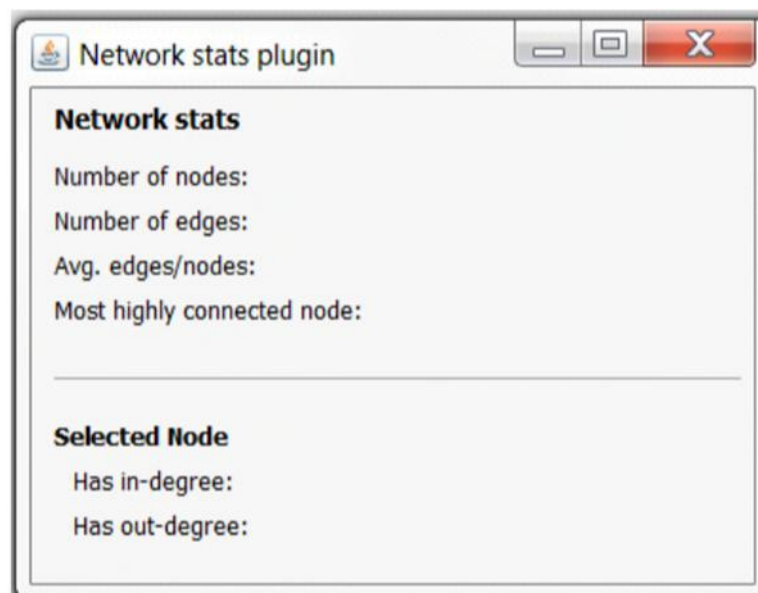 Network stats plugin
Network stats
Number of nodes:
Number of edges:
Avg. edges/nodes:
Most highly connected node:
Selected Node
Has in-degree:
Has out-degree: